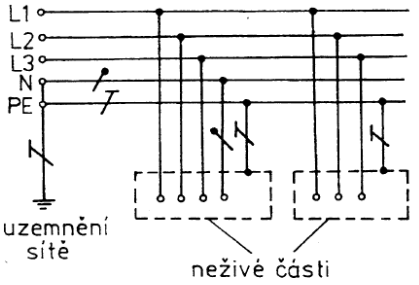 L1
L2
L3
N
PE
uzemnění
sítě
neživé části